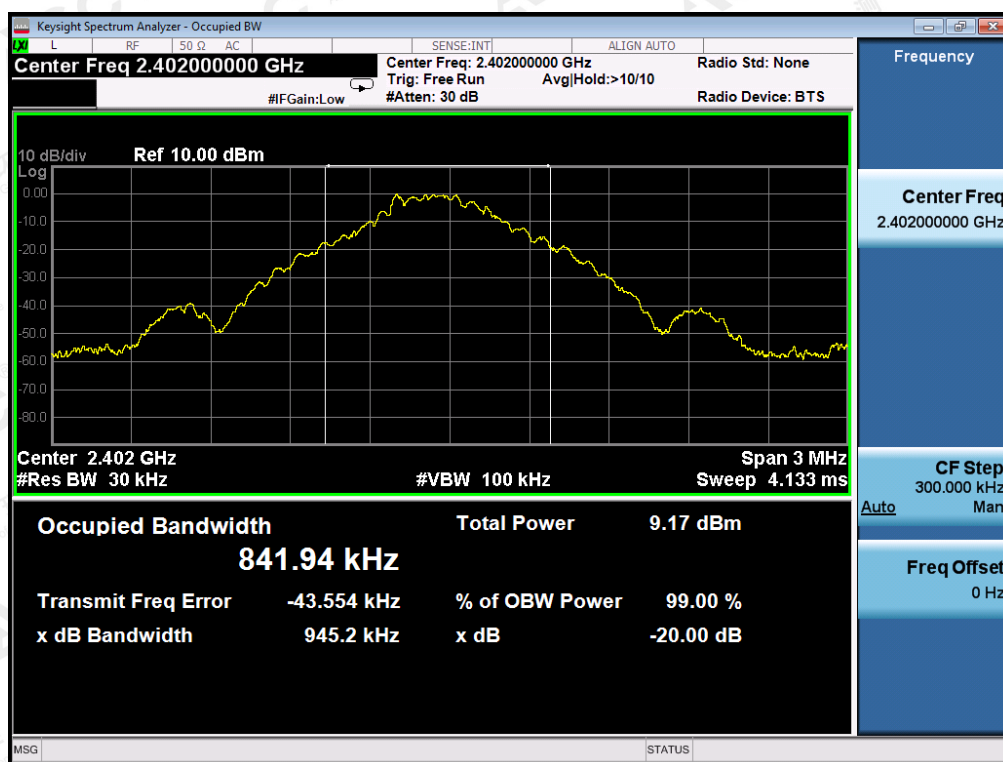 Keysight Spectrum Analyzer - Occupied BW
LXI L RF 50 Ω AC SENSE:INT ALIGN AUTO
Center Freq 2.402000000 GHz
Center Freq: 2.402000000 GHz Radio Std: None
Trig: Free Run Avg|Hold:>10/10
#IFGain:Low #Atten: 30 dB Radio Device: BTS
10 dB/div Ref 10.00 dBm
Log
0.00
-10.0
-20.0
-30.0
-40.0
-50.0
-60.0
-70.0
-80.0
Center 2.402 GHz Span 3 MHz
#Res BW 30 kHz #VBW 100 kHz Sweep 4.133 ms
Occupied Bandwidth Total Power 9.17 dBm
841.94 kHz
Transmit Freq Error -43.554 kHz % of OBW Power 99.00 %
x dB Bandwidth 945.2 kHz x dB -20.00 dB
MSG STATUS
Frequency
Center Freq
2.402000000 GHz
CF Step
300.000 kHz
Auto Man
Freq Offset
0 Hz